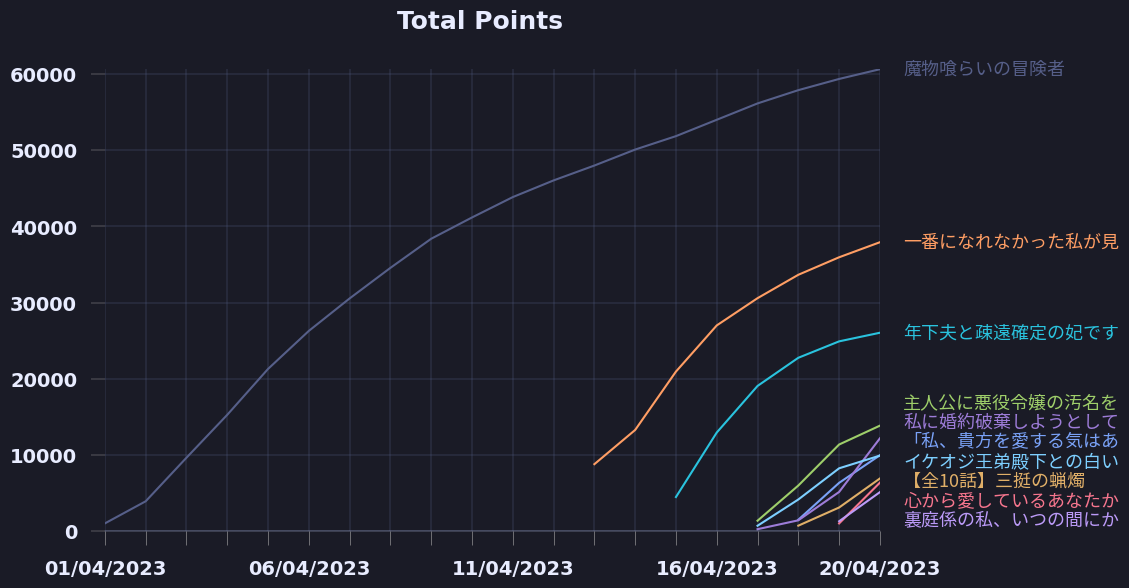 Total Points
60000
50000
40000
30000
20000
10000
0
01/04/2023
06/04/2023
11/04/2023
16/04/2023
20/04/2023
魔物喰らいの冒険者
一番になれなかった私が見
年下夫と疎遠確定の妃です
主人公に悪役令嬢の汚名を
私に婚約破棄しようとして
「私、貴方を愛する気はあ
イケオジ王弟殿下との白い
【全10話】三挺の蝋燭
心から愛しているあなたか
裏庭係の私、いつの間にか